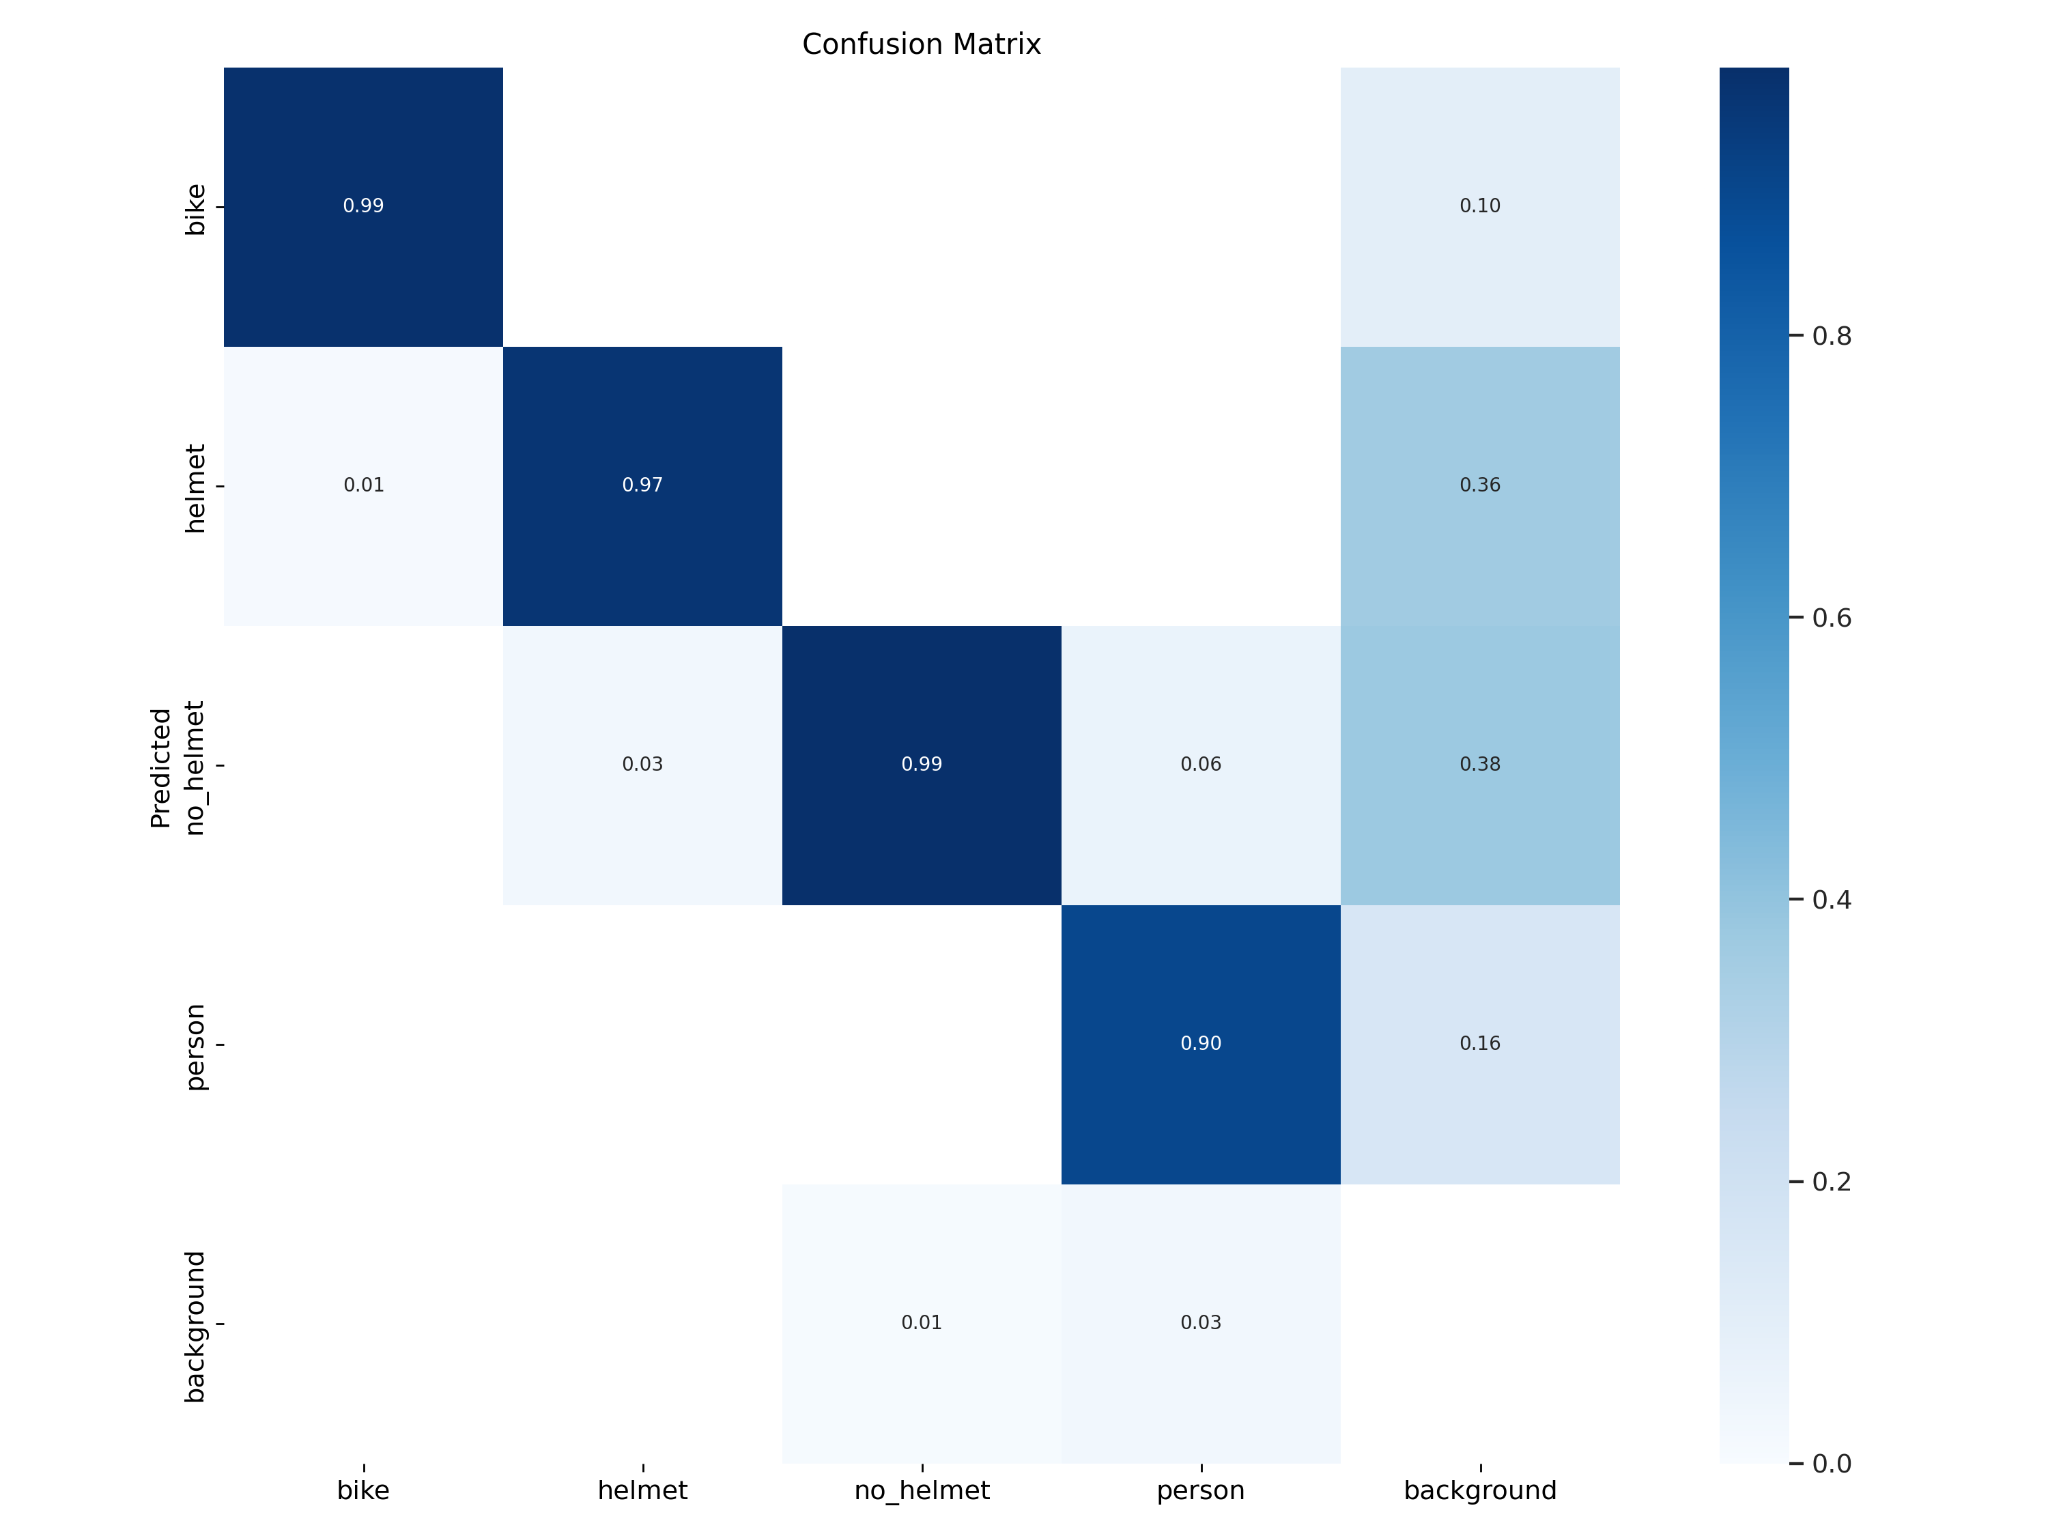 Confusion Matrix
bike
0.99
0.10
helmet
0.01
0.97
0.36
Predicted
no_helmet
0.03
0.99
0.06
0.38
person
0.90
0.16
background
0.01
0.03
bike
helmet
no_helmet
person
background
0.8
0.6
0.4
0.2
0.0